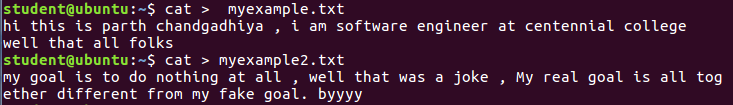 student@ubuntu:~$ cat >  myexample.txt
hi this is parth chandgadhiya , i am software engineer at centennial college
well that all folks
student@ubuntu:~$ cat > myexample2.txt
my goal is to do nothing at all , well that was a joke , My real goal is all tog
ether different from my fake goal. byyyy